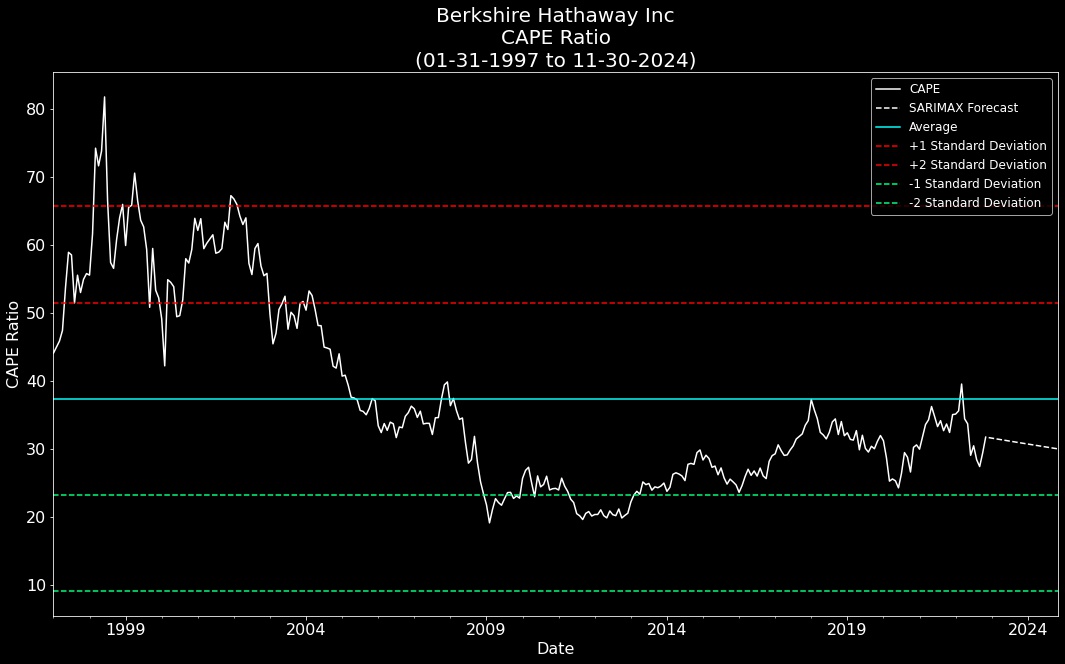 Berkshire Hathaway Inc
CAPE Ratio
(01-31-1997 to 11-30-2024)
CAPE
SARIMAX Forecast
Average
+1 Standard Deviation
+2 Standard Deviation
-1 Standard Deviation
-2 Standard Deviation
CAPE Ratio
80
70
60
50
40
30
20
10
1999
2004
2009
2014
2019
2024
Date